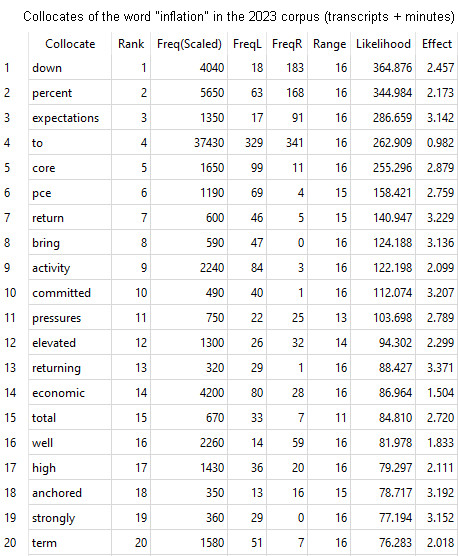 Collocates of the word "inflation" in the 2023 corpus (transcripts + minutes)
Collocate Rank Freq(Scaled) FreqL FreqR Range Likelihood Effect
1 down 1 4040 18 183 16 364.876 2.457
2 percent 2 5650 63 168 16 344.984 2.173
3 expectations 3 1350 17 91 16 286.659 3.142
4 to 4 37430 329 341 16 262.909 0.982
5 core 5 1650 99 11 16 255.296 2.879
6 pce 6 1190 69 4 15 158.421 2.759
7 return 7 600 46 5 15 140.947 3.229
8 bring 8 590 47 0 16 124.188 3.136
9 activity 9 2240 84 3 16 122.198 2.099
10 committed 10 490 40 1 16 112.074 3.207
11 pressures 11 750 22 25 13 103.698 2.789
12 elevated 12 1300 26 32 14 94.302 2.299
13 returning 13 320 29 1 16 88.427 3.371
14 economic 14 4200 80 28 16 86.964 1.504
15 total 15 670 33 7 11 84.810 2.720
16 well 16 2260 14 59 16 81.978 1.833
17 high 17 1430 36 20 16 79.297 2.111
18 anchored 18 350 13 16 15 78.717 3.192
19 strongly 19 360 29 0 16 77.194 3.152
20 term 20 1580 51 7 16 76.283 2.018